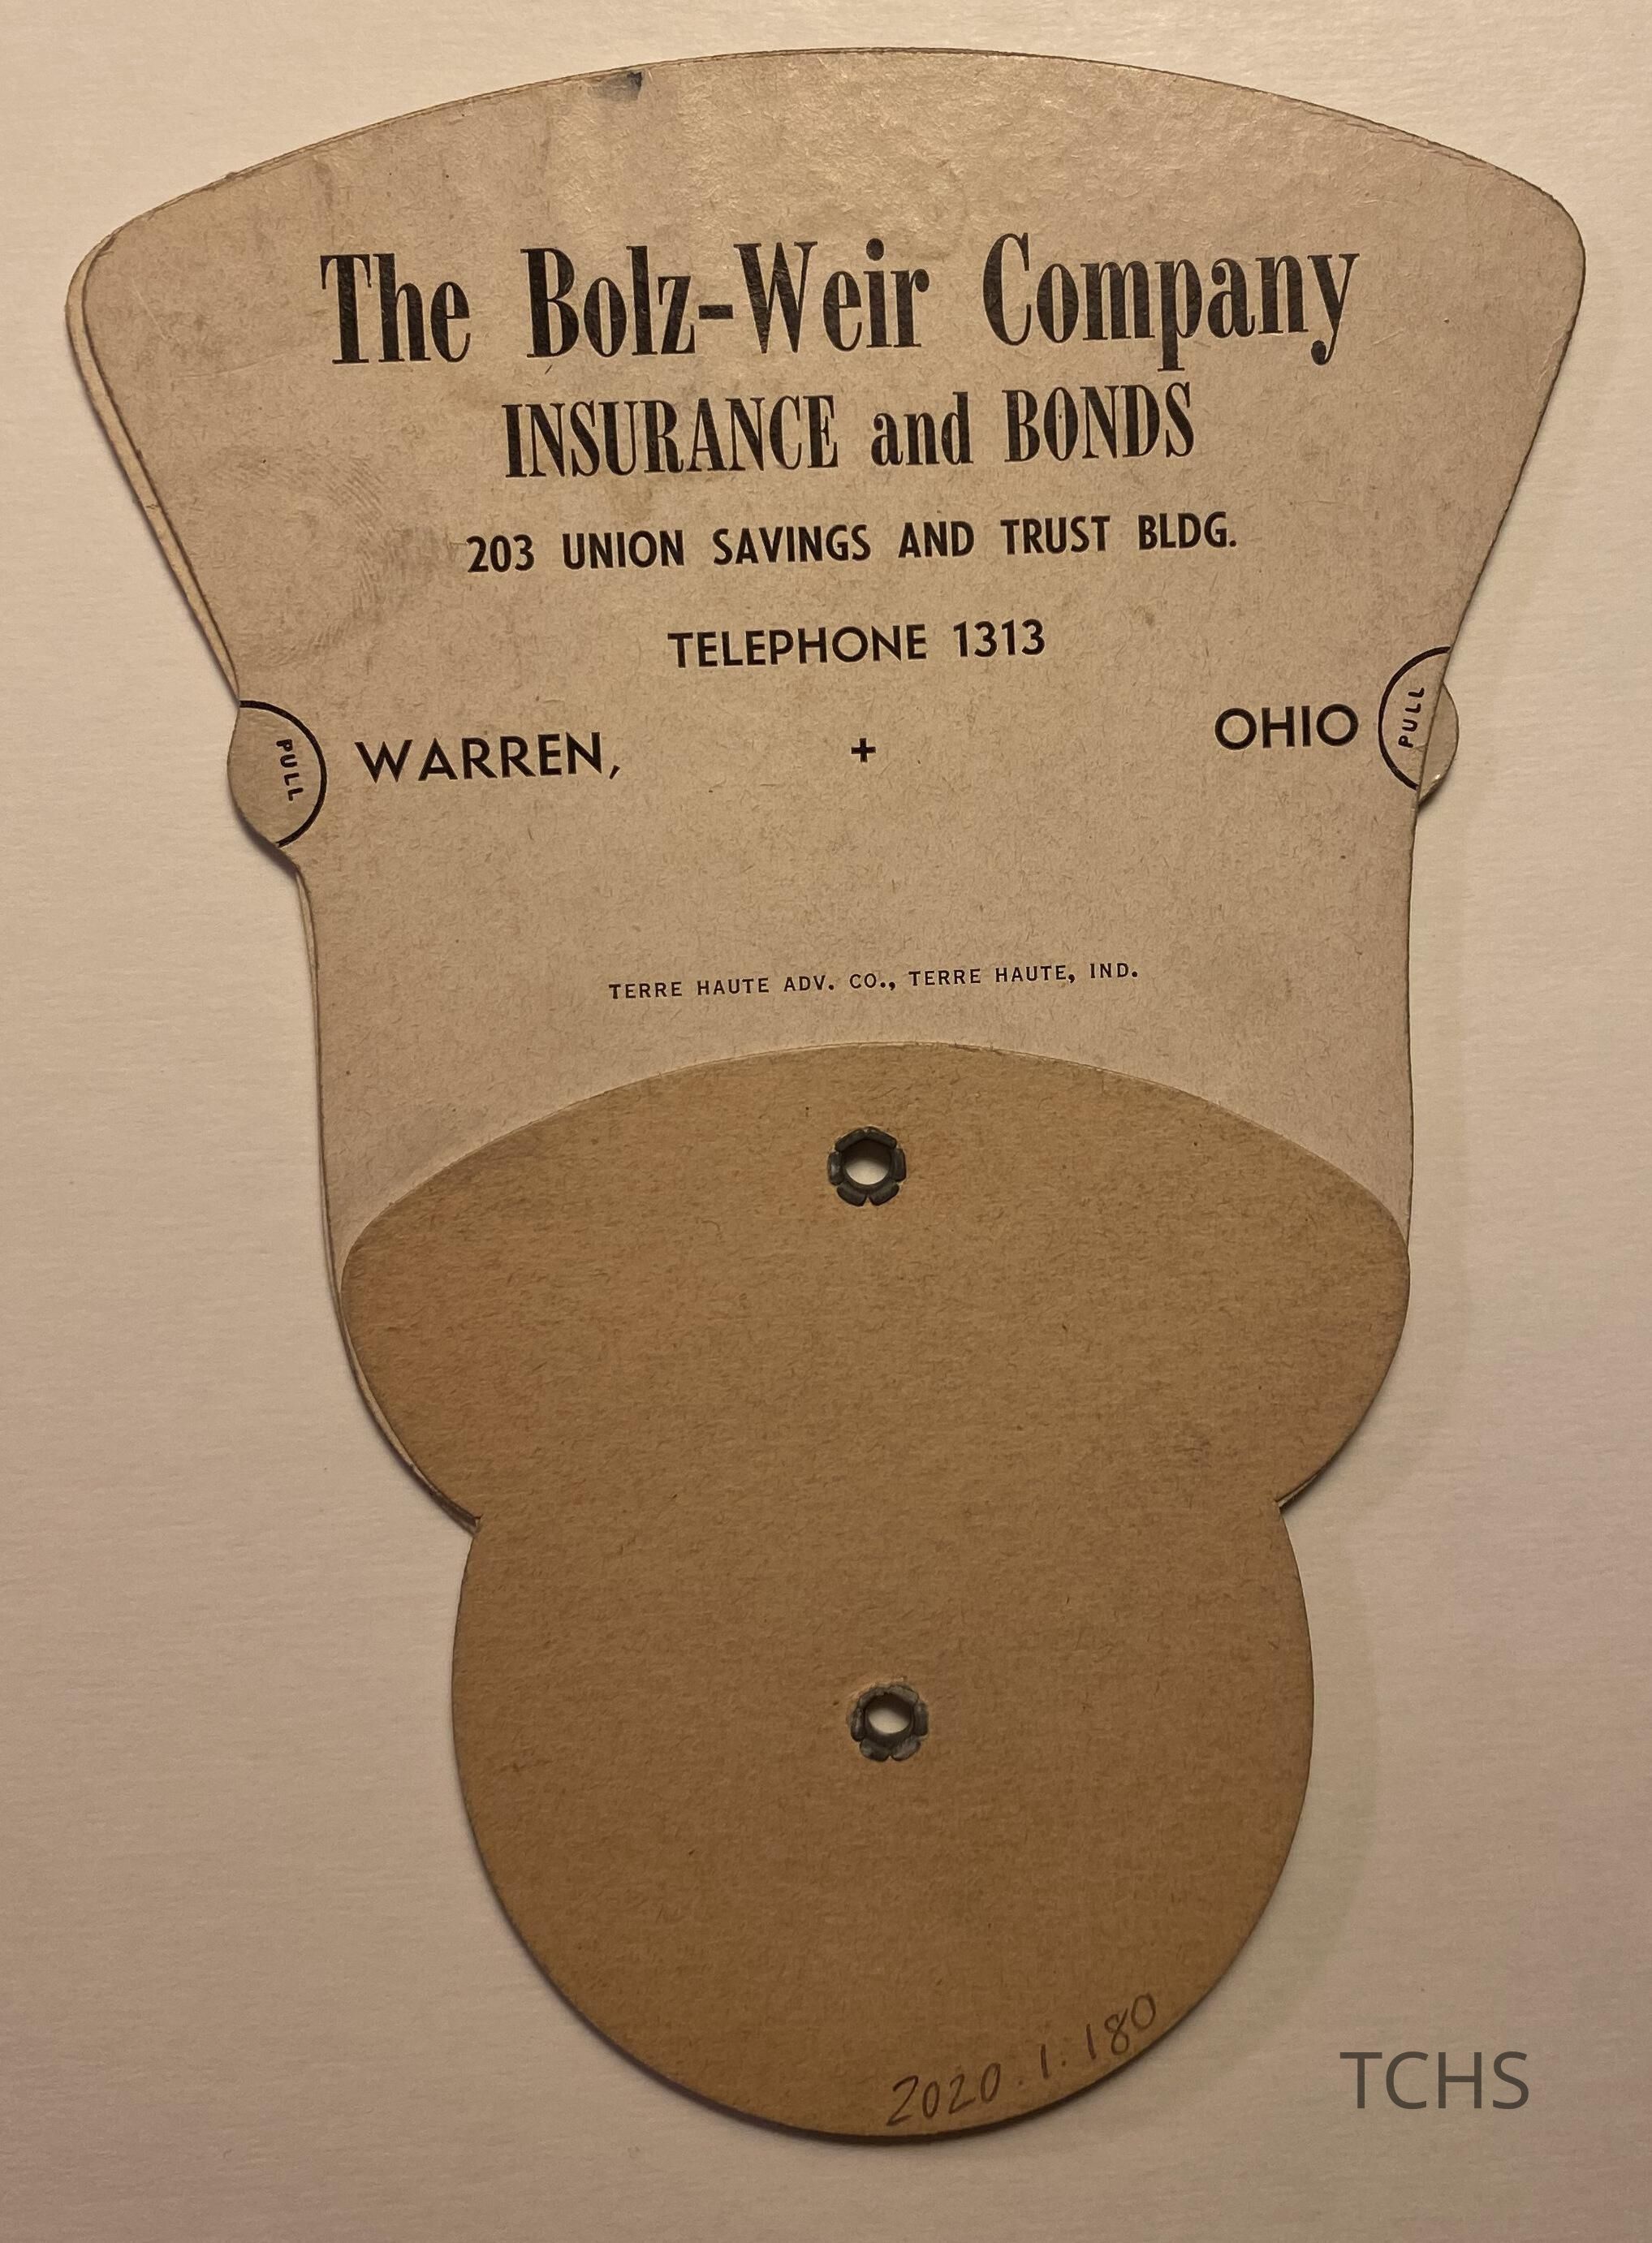 The Bolz-Weir Company
INSURANCE and BONDS
203 UNION SAVINGS AND TRUST BLDG.
TELEPHONE 1313
PULL WARREN, + OHIO PULL
TERRE HAUTE ADV. CO., TERRE HAUTE, IND.
2020.1.180
TCHS